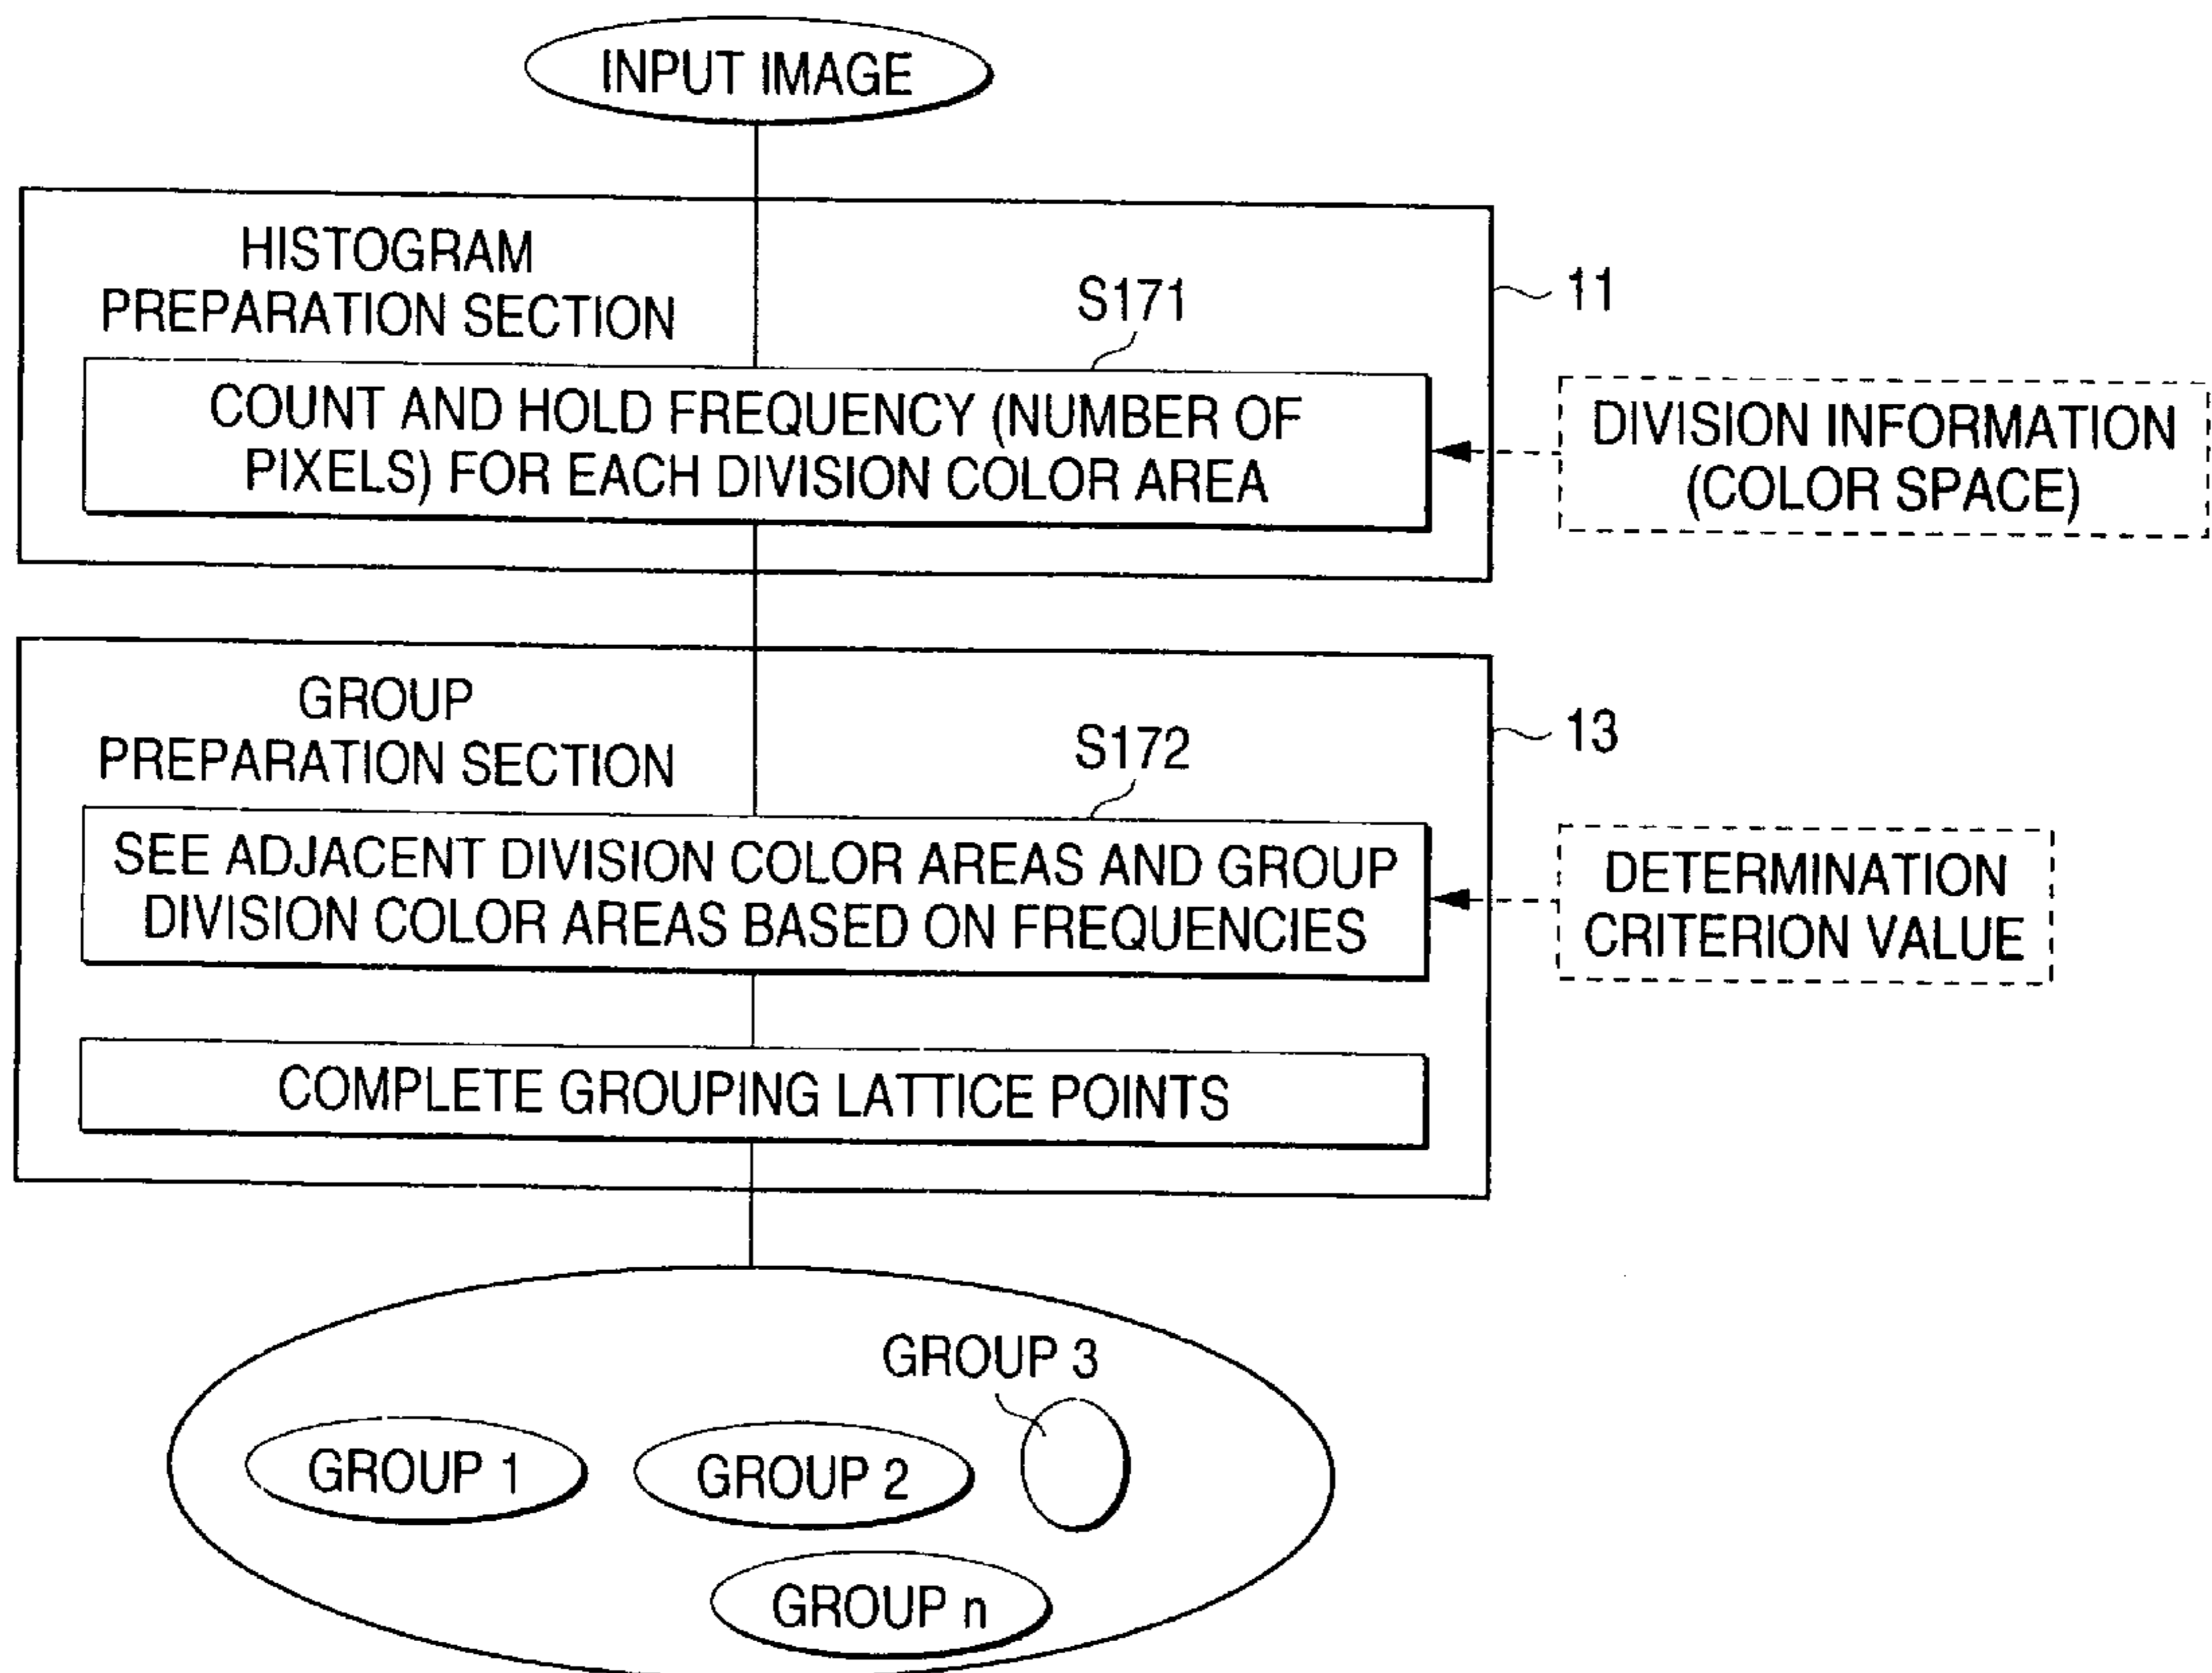 INPUT IMAGE
HISTOGRAM
PREPARATION SECTION
S171
11
COUNT AND HOLD FREQUENCY (NUMBER OF
PIXELS) FOR EACH DIVISION COLOR AREA
DIVISION INFORMATION
(COLOR SPACE)
GROUP
PREPARATION SECTION
S172
13
SEE ADJACENT DIVISION COLOR AREAS AND GROUP
DIVISION COLOR AREAS BASED ON FREQUENCIES
DETERMINATION
CRITERION VALUE
COMPLETE GROUPING LATTICE POINTS
GROUP 3
GROUP 1
GROUP 2
GROUP n